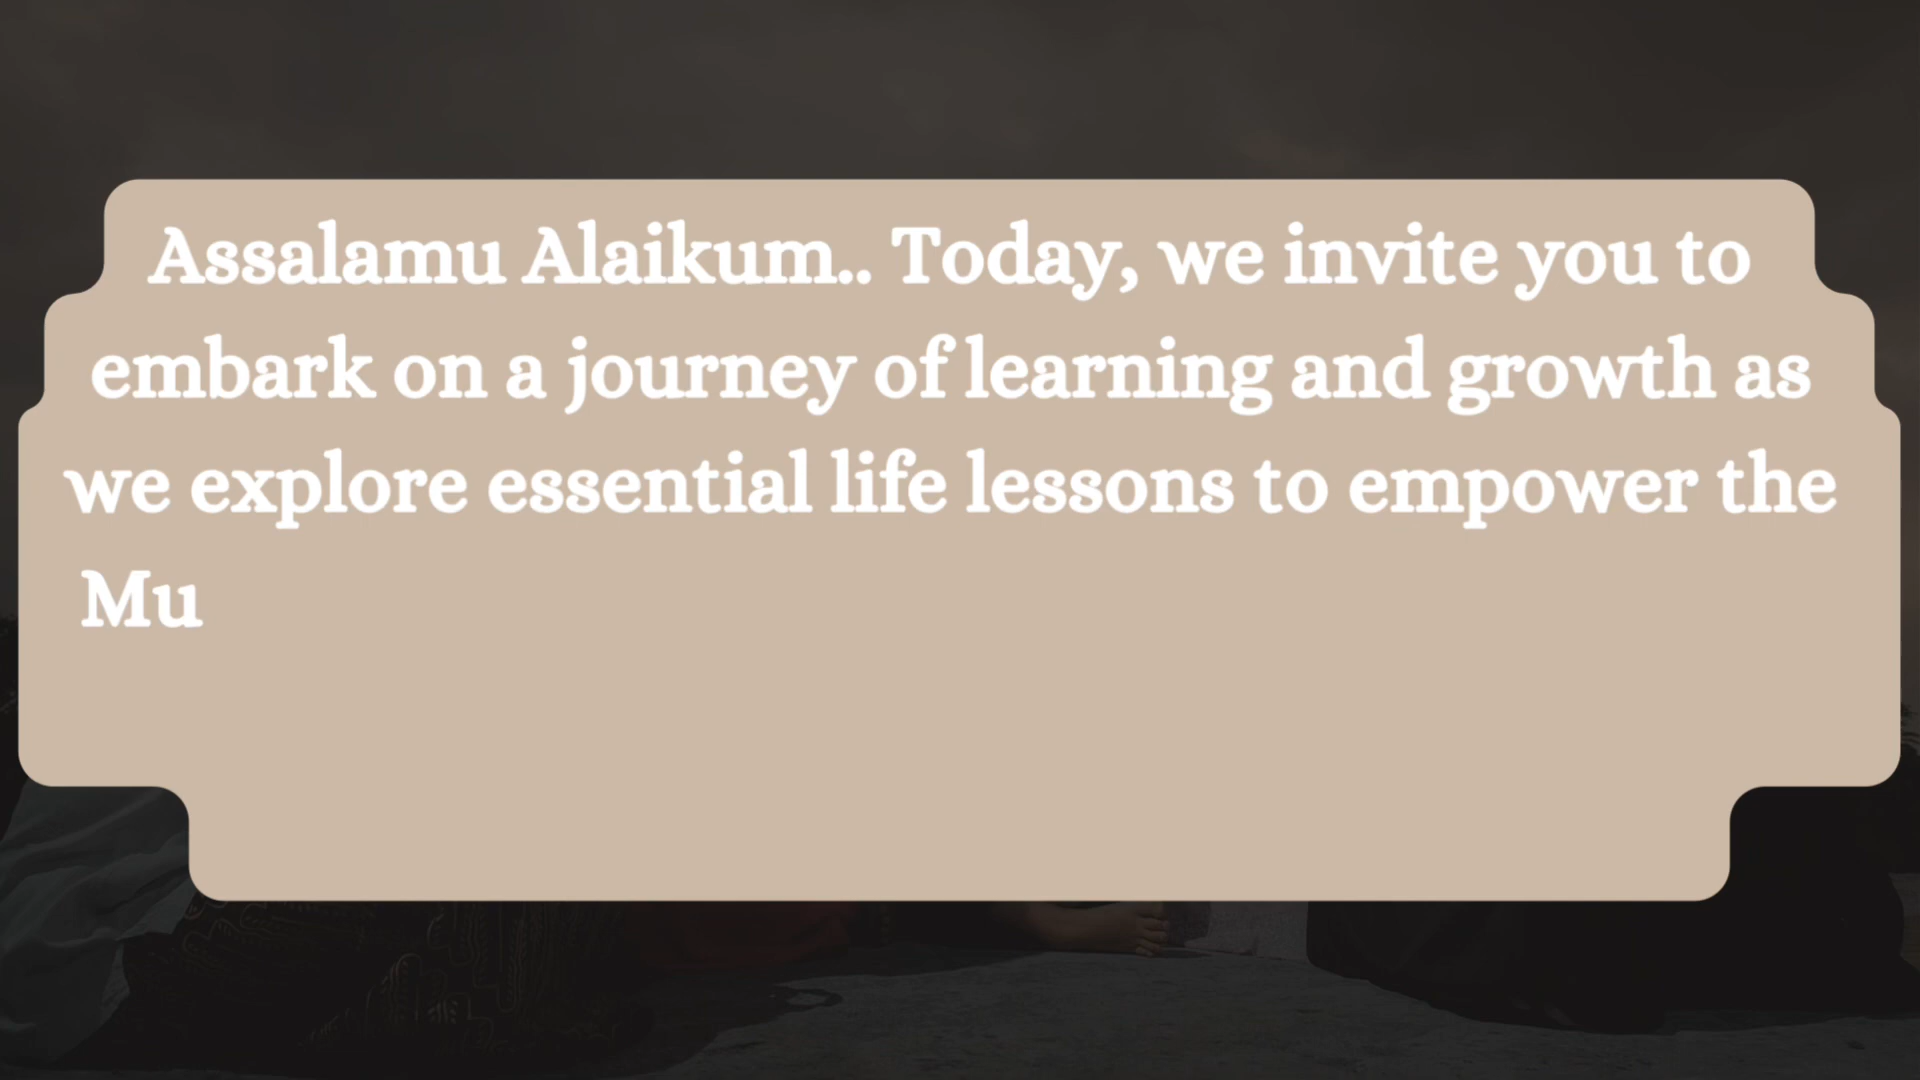 Assalamu Alaikum.. Today, we invite you to
embark on a journey of learning and growth as
we explore essential life lessons to empower the
Mu